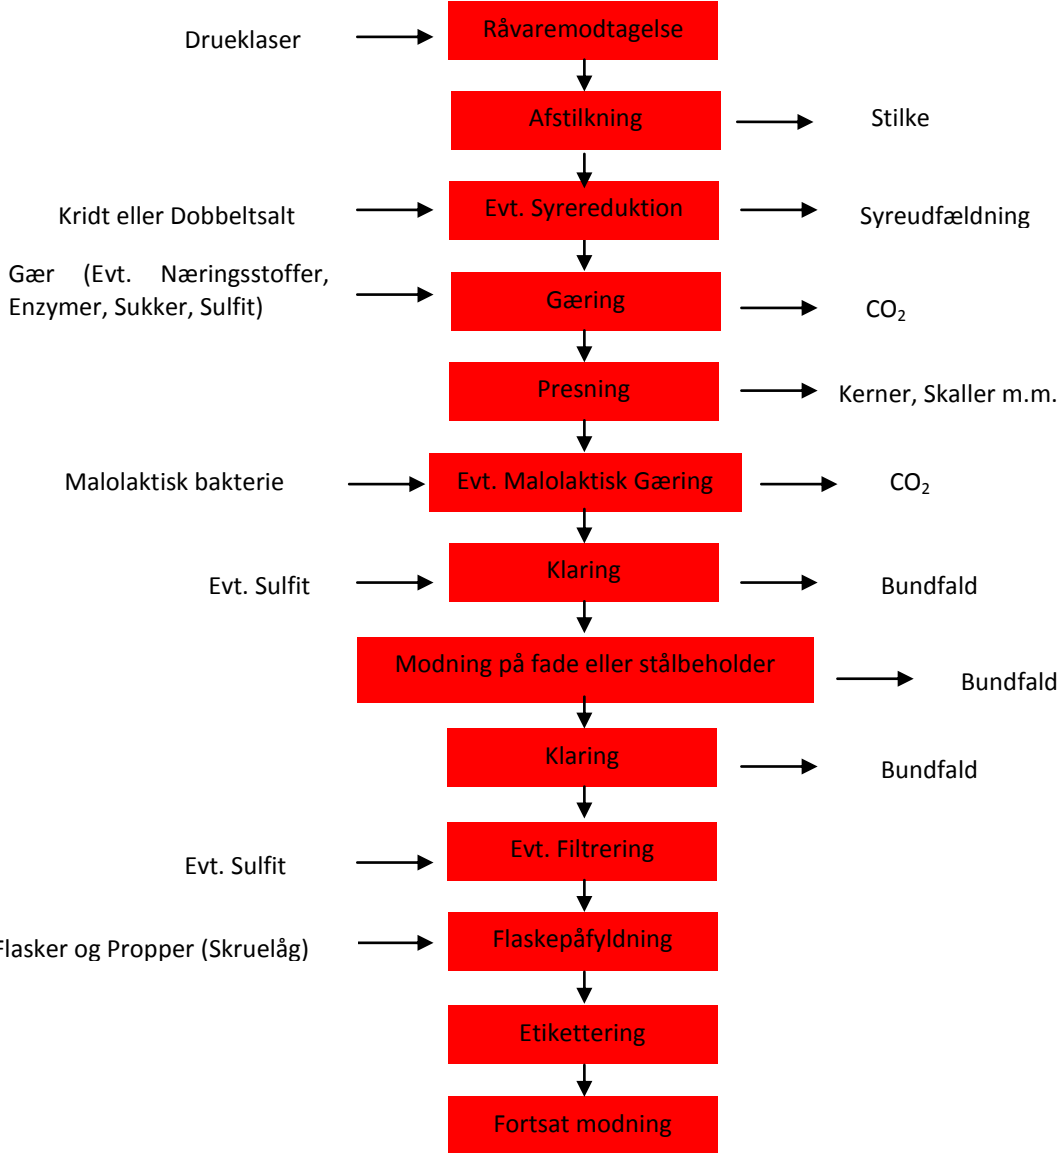 Drueklaser
Råvaremodtagelse
Afstilkning
Stilke
Kridt eller Dobbeltsalt
Evt. Syrereduktion
Syreudfældning
Gær (Evt. Næringsstoffer,
Enzymer, Sukker, Sulfit)
Gæring
CO₂
Presning
Kerner, Skaller m.m.
Malolaktisk bakterie
Evt. Malolaktisk Gæring
CO₂
Evt. Sulfit
Klaring
Bundfald
Modning på fade eller stålbeholder
Bundfald
Klaring
Bundfald
Evt. Sulfit
Evt. Filtrering
Flasker og Propper (Skruelåg)
Flaskepåfyldning
Etikettering
Fortsat modning